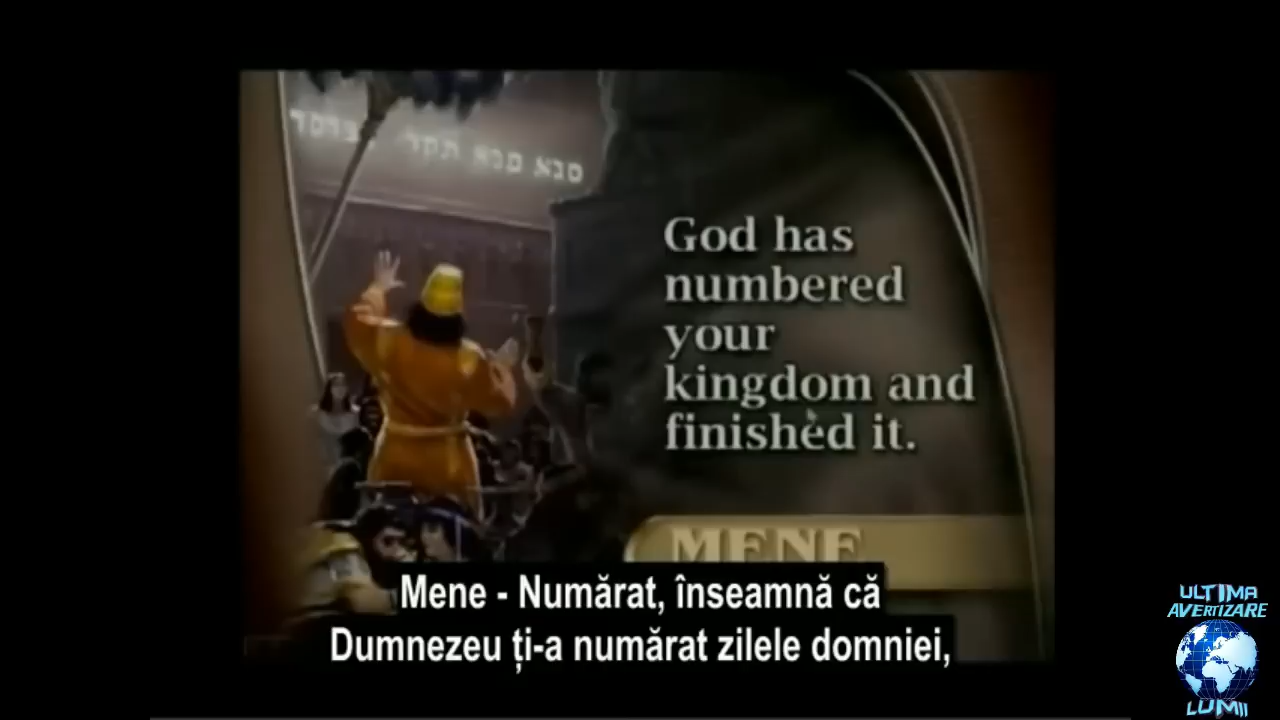 God has
numbered
your
kingdom and
finished it.
MENE
Mene - Numărat, înseamnă că
Dumnezeu ți-a numărat zilele domniei,
ULTIMA
AVERTIZARE
LUMII